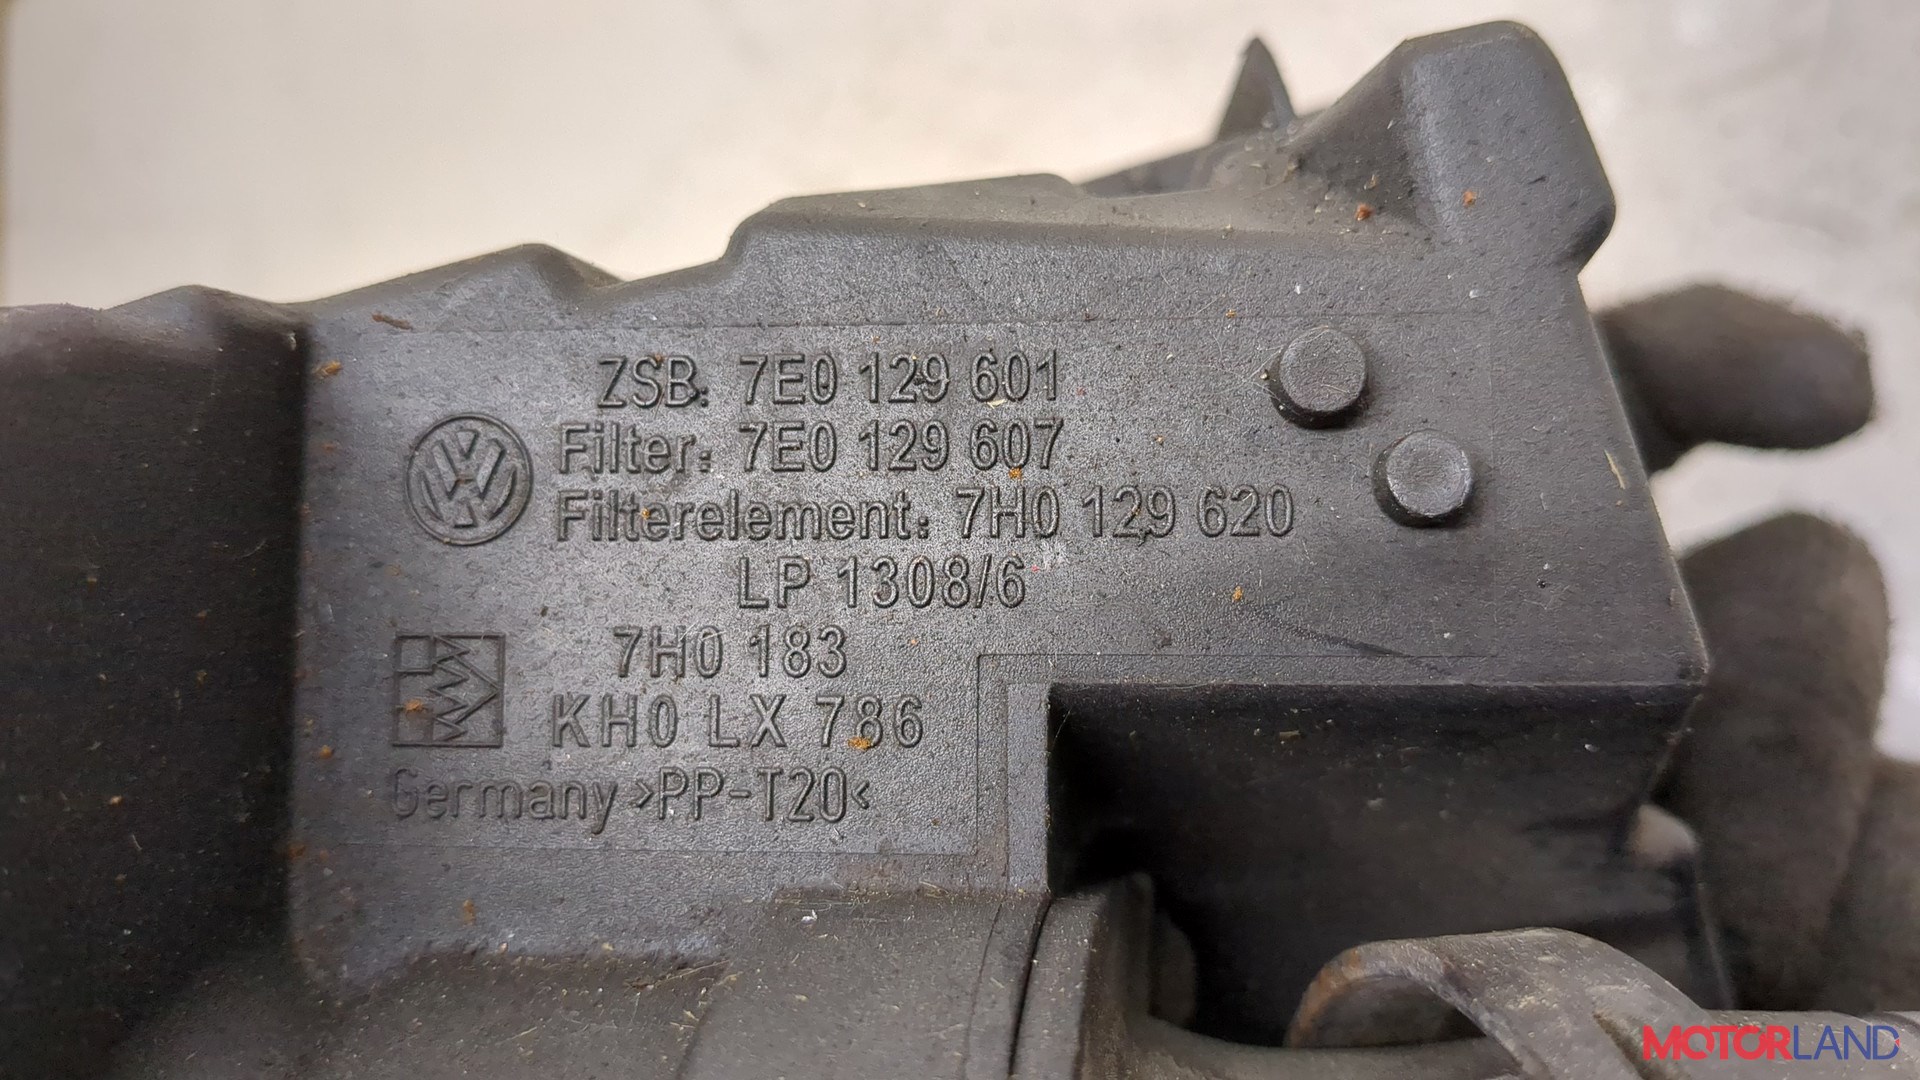 ZSB: 7E0 129 601
Filter: 7E0 129 607
Filterelement: 7H0 129 620
LP 1308/6
7H0 183
KH0 LX 786
Germany >PP-T20<
MOTORLAND